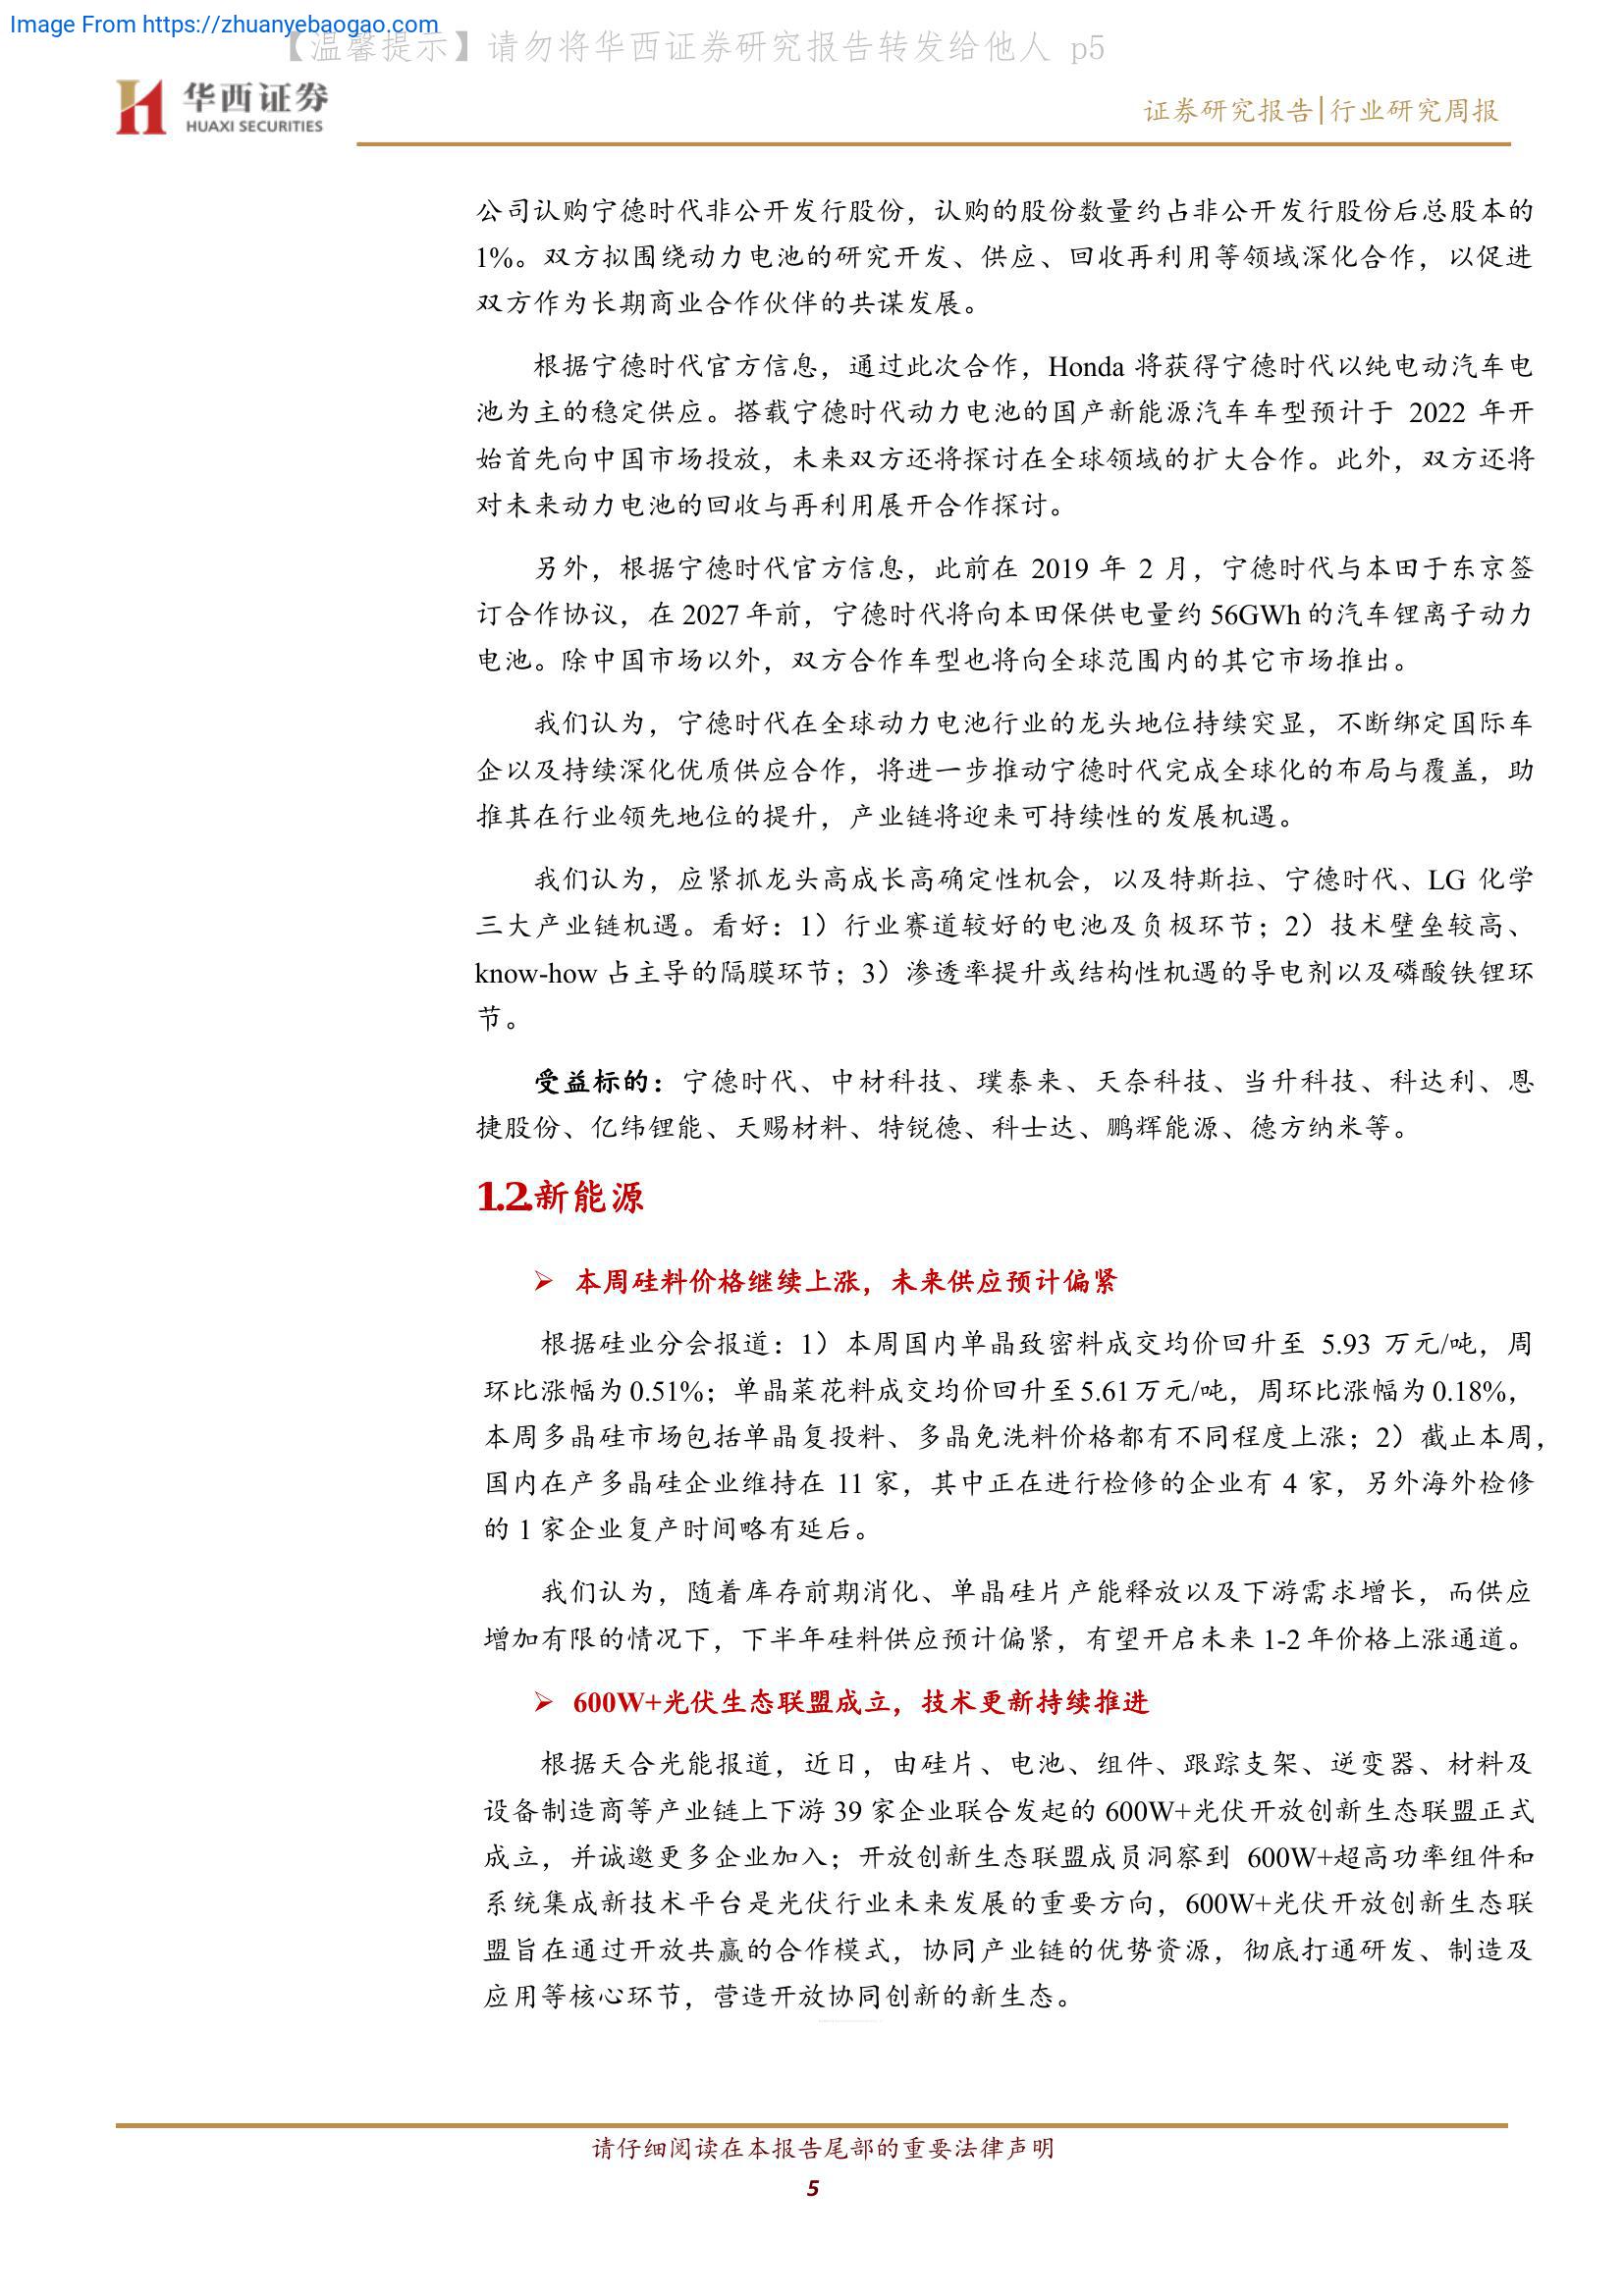 Image From https://zhuanyebaogao.com
【温馨提示】请勿将华西证券研究报告转发给他人 p5
华西证券
HUAXI SECURITIES
证券研究报告|行业研究周报
公司认购宁德时代非公开发行股份，认购的股份数量约占非公开发行股份后总股本的
1%。双方拟围绕动力电池的研究开发、供应、回收再利用等领域深化合作，以促进
双方作为长期商业合作伙伴的共谋发展。
根据宁德时代官方信息，通过此次合作，Honda 将获得宁德时代以纯电动汽车电
池为主的稳定供应。搭载宁德时代动力电池的国产新能源汽车车型预计于 2022 年开
始首先向中国市场投放，未来双方还将探讨在全球领域的扩大合作。此外，双方还将
对未来动力电池的回收与再利用展开合作探讨。
另外，根据宁德时代官方信息，此前在 2019 年 2 月，宁德时代与本田于东京签
订合作协议，在 2027 年前，宁德时代将向本田保供电量约 56GWh 的汽车锂离子动力
电池。除中国市场以外，双方合作车型也将向全球范围内的其它市场推出。
我们认为，宁德时代在全球动力电池行业的龙头地位持续突显，不断绑定国际车
企以及持续深化优质供应合作，将进一步推动宁德时代完成全球化的布局与覆盖，助
推其在行业领先地位的提升，产业链将迎来可持续性的发展机遇。
我们认为，应紧抓龙头高成长高确定性机会，以及特斯拉、宁德时代、LG 化学
三大产业链机遇。看好：1）行业赛道较好的电池及负极环节；2）技术壁垒较高、
know-how 占主导的隔膜环节；3）渗透率提升或结构性机遇的导电剂以及磷酸铁锂环
节。
受益标的：宁德时代、中材科技、璞泰来、天奈科技、当升科技、科达利、恩
捷股份、亿纬锂能、天赐材料、特锐德、科士达、鹏辉能源、德方纳米等。
1.2.新能源
➢ 本周硅料价格继续上涨，未来供应预计偏紧
根据硅业分会报道：1）本周国内单晶致密料成交均价回升至 5.93 万元/吨，周
环比涨幅为 0.51%；单晶菜花料成交均价回升至 5.61 万元/吨，周环比涨幅为 0.18%，
本周多晶硅市场包括单晶复投料、多晶免洗料价格都有不同程度上涨；2）截止本周，
国内在产多晶硅企业维持在 11 家，其中正在进行检修的企业有 4 家，另外海外检修
的 1 家企业复产时间略有延后。
我们认为，随着库存前期消化、单晶硅片产能释放以及下游需求增长，而供应
增加有限的情况下，下半年硅料供应预计偏紧，有望开启未来 1-2 年价格上涨通道。
➢ 600W+光伏生态联盟成立，技术更新持续推进
根据天合光能报道，近日，由硅片、电池、组件、跟踪支架、逆变器、材料及
设备制造商等产业链上下游 39 家企业联合发起的 600W+光伏开放创新生态联盟正式
成立，并诚邀更多企业加入；开放创新生态联盟成员洞察到 600W+超高功率组件和
系统集成新技术平台是光伏行业未来发展的重要方向，600W+光伏开放创新生态联
盟旨在通过开放共赢的合作模式，协同产业链的优势资源，彻底打通研发、制造及
应用等核心环节，营造开放协同创新的新生态。
请仔细阅读在本报告尾部的重要法律声明
5